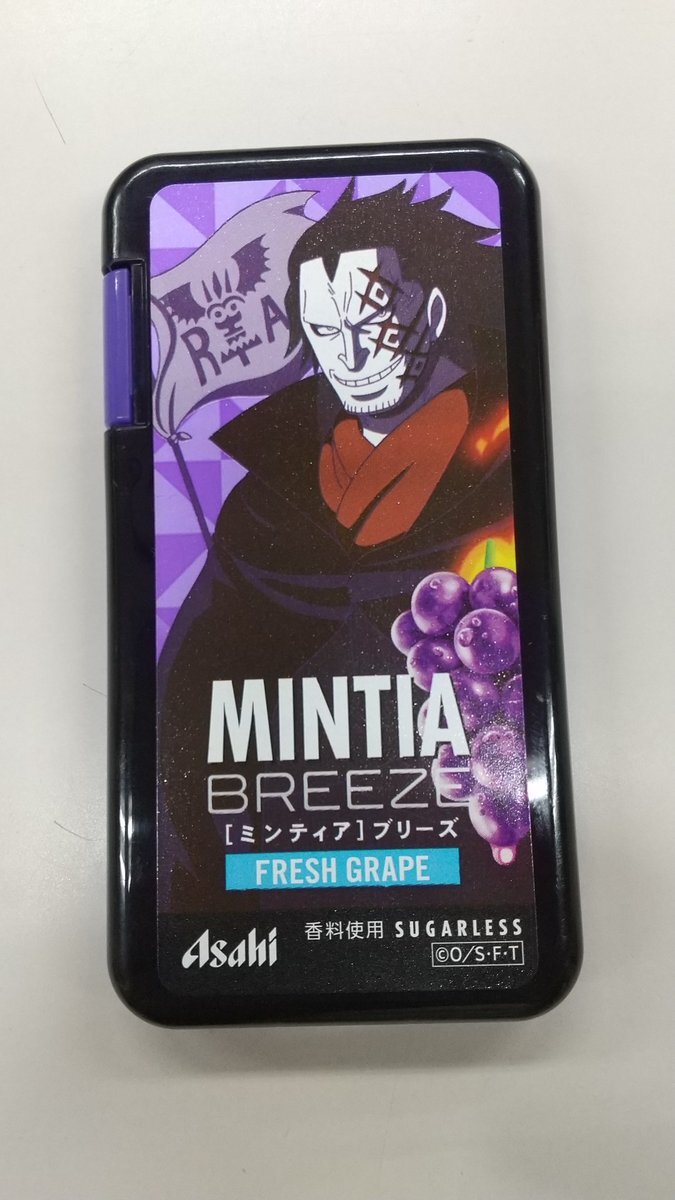 RA
MINTIA
BREEZE
[ミンティア]ブリーズ
FRESH GRAPE
Asahi
香料使用 SUGARLESS
©O/S・F・T